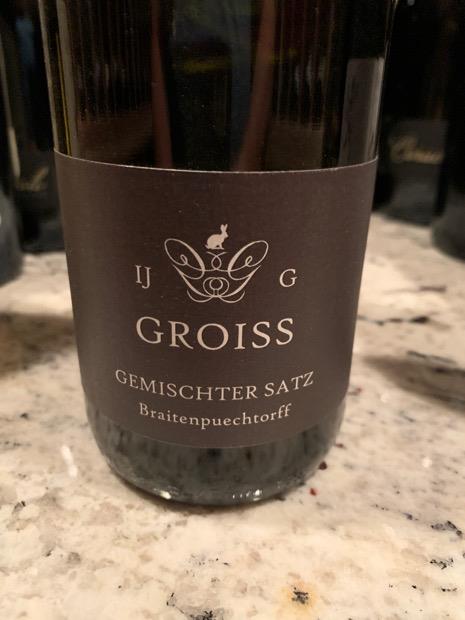 IJ G
GROISS
GEMISCHTER SATZ
Braitenpuechtorff